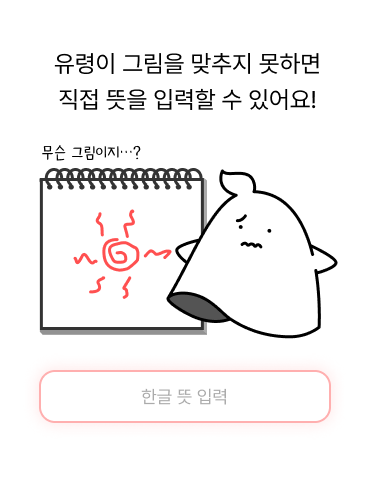 유령이 그림을 맞추지 못하면
직접 뜻을 입력할 수 있어요!
무슨 그림이지…?
한글 뜻 입력